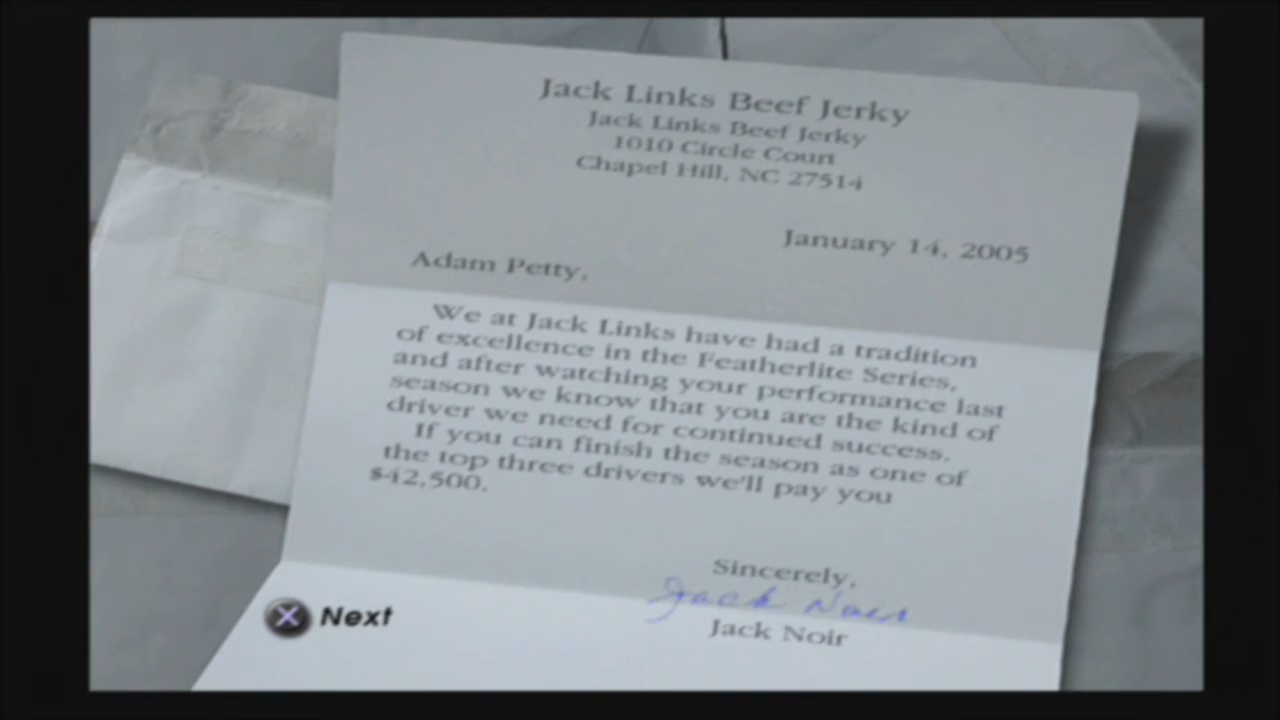 Jack Links Beef Jerky
Jack Links Beef Jerky
1010 Circle Court
Chapel Hill, NC 27514
January 14, 2005
Adam Petty,
We at Jack Links have had a tradition
of excellence in the Featherlite Series,
and after watching your performance last
season we know that you are the kind of
driver we need for continued success.
If you can finish the season as one of
the top three drivers we'll pay you
$42,500.
Sincerely,
Jack Noir
Jack Noir
Next